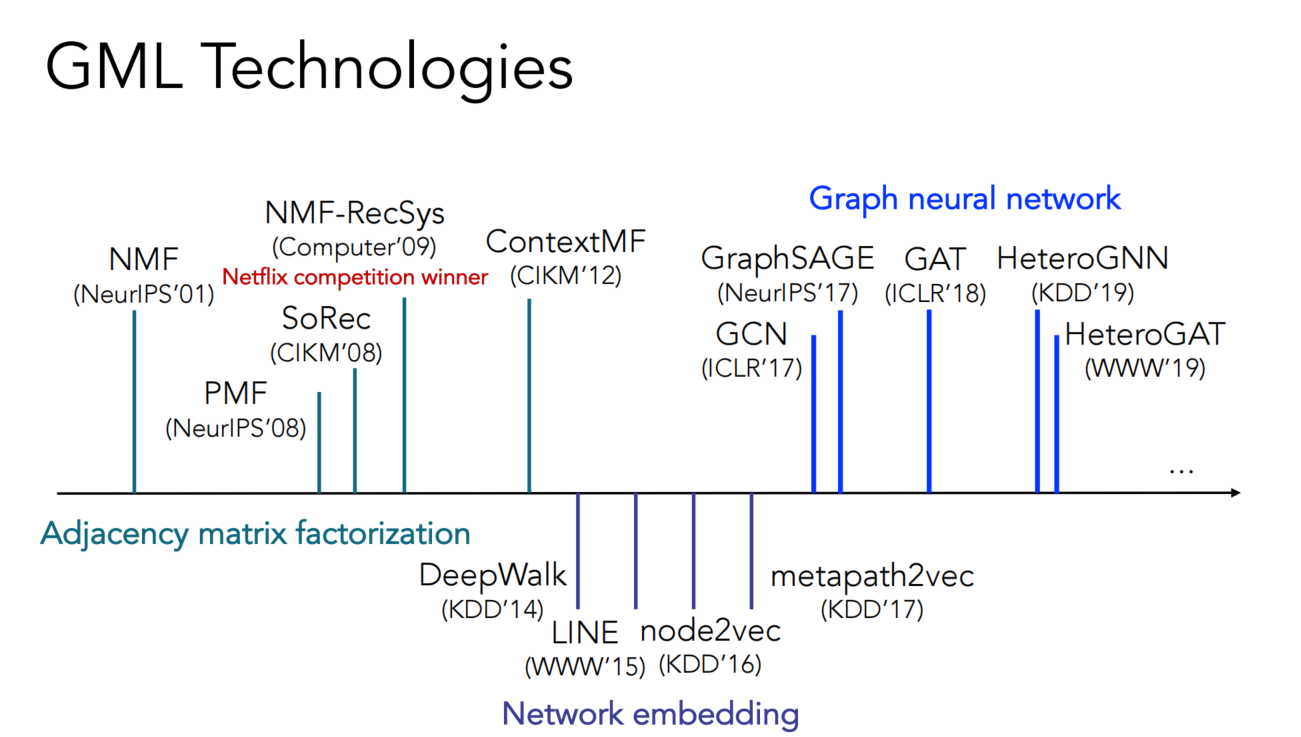 GML Technologies
Graph neural network
NMF-RecSys
(Computer'09)
Netflix competition winner
ContextMF
(CIKM'12)
NMF
(NeurIPS'01)
SoRec
(CIKM'08)
PMF
(NeurIPS'08)
GraphSAGE
(NeurIPS'17)
GAT
(ICLR'18)
HeteroGNN
(KDD'19)
GCN
(ICLR'17)
HeteroGAT
(WWW'19)
...
Adjacency matrix factorization
DeepWalk
(KDD'14)
LINE
(WWW'15)
node2vec
(KDD'16)
metapath2vec
(KDD'17)
Network embedding